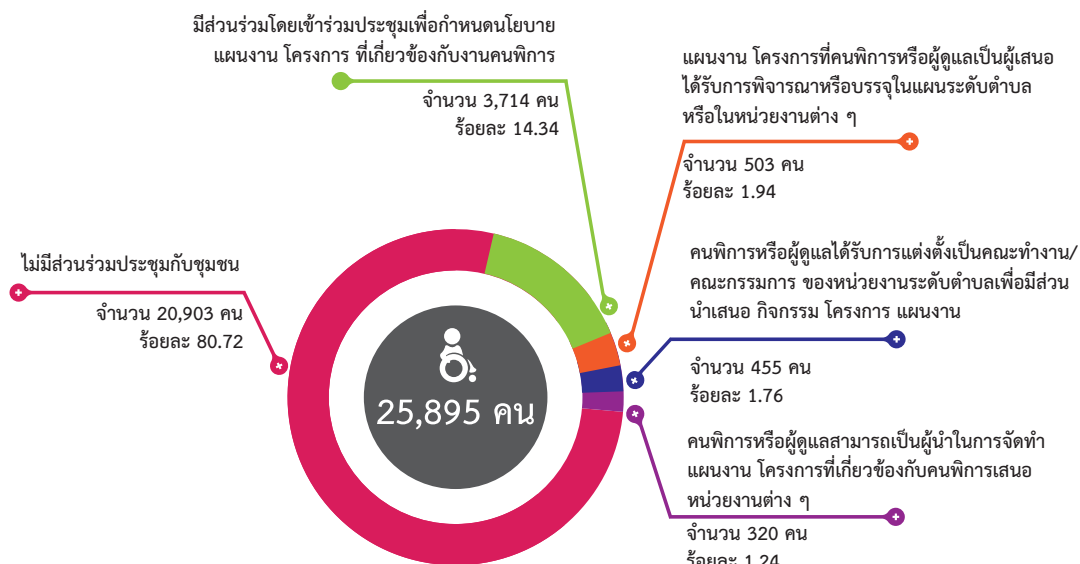 มีส่วนร่วมโดยเข้าร่วมประชุมเพื่อกำหนดนโยบาย
แผนงาน โครงการ ที่เกี่ยวข้องกับงานคนพิการ
จำนวน 3,714 คน
ร้อยละ 14.34
แผนงาน โครงการที่คนพิการหรือผู้ดูแลเป็นผู้เสนอ
ได้รับการพิจารณาหรือบรรจุในแผนระดับตำบล
หรือในหน่วยงานต่าง ๆ
จำนวน 503 คน
ร้อยละ 1.94
ไม่มีส่วนร่วมประชุมกับชุมชน
จำนวน 20,903 คน
ร้อยละ 80.72
คนพิการหรือผู้ดูแลได้รับการแต่งตั้งเป็นคณะทำงาน/
คณะกรรมการ ของหน่วยงานระดับตำบลเพื่อมีส่วน
นำเสนอ กิจกรรม โครงการ แผนงาน
จำนวน 455 คน
ร้อยละ 1.76
25,895 คน
คนพิการหรือผู้ดูแลสามารถเป็นผู้นำในการจัดทำ
แผนงาน โครงการที่เกี่ยวข้องกับคนพิการเสนอ
หน่วยงานต่าง ๆ
จำนวน 320 คน
ร้อยละ 1.24